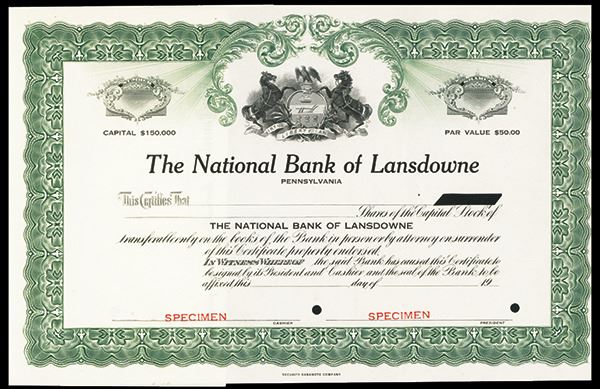 CAPITAL $150,000
PAR VALUE $50.00
The National Bank of Lansdowne
PENNSYLVANIA
This Certifies That
Shares of the Capital Stock of
THE NATIONAL BANK OF LANSDOWNE
transferable only on the books of the Bank in person or by attorney on surrender
of this Certificate properly endorsed.
IN WITNESS WHEREOF the said Bank has caused this Certificate to
be signed by its President and Cashier and the seal of the Bank to be
affixed this day of 19
SPECIMEN SPECIMEN
CASHIER PRESIDENT
SECURITY BANKNOTE COMPANY